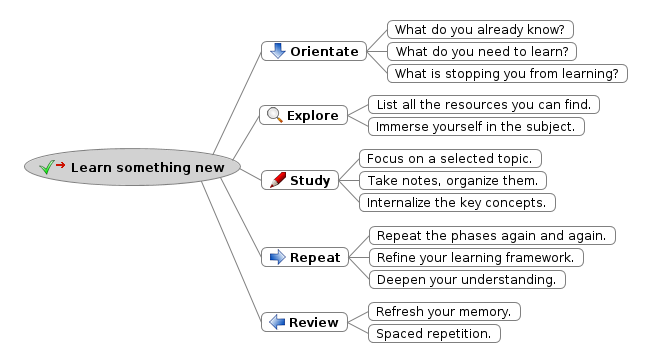 Learn something new
Orientate
What do you already know?
What do you need to learn?
What is stopping you from learning?
Explore
List all the resources you can find.
Immerse yourself in the subject.
Study
Focus on a selected topic.
Take notes, organize them.
Internalize the key concepts.
Repeat
Repeat the phases again and again.
Refine your learning framework.
Deepen your understanding.
Review
Refresh your memory.
Spaced repetition.